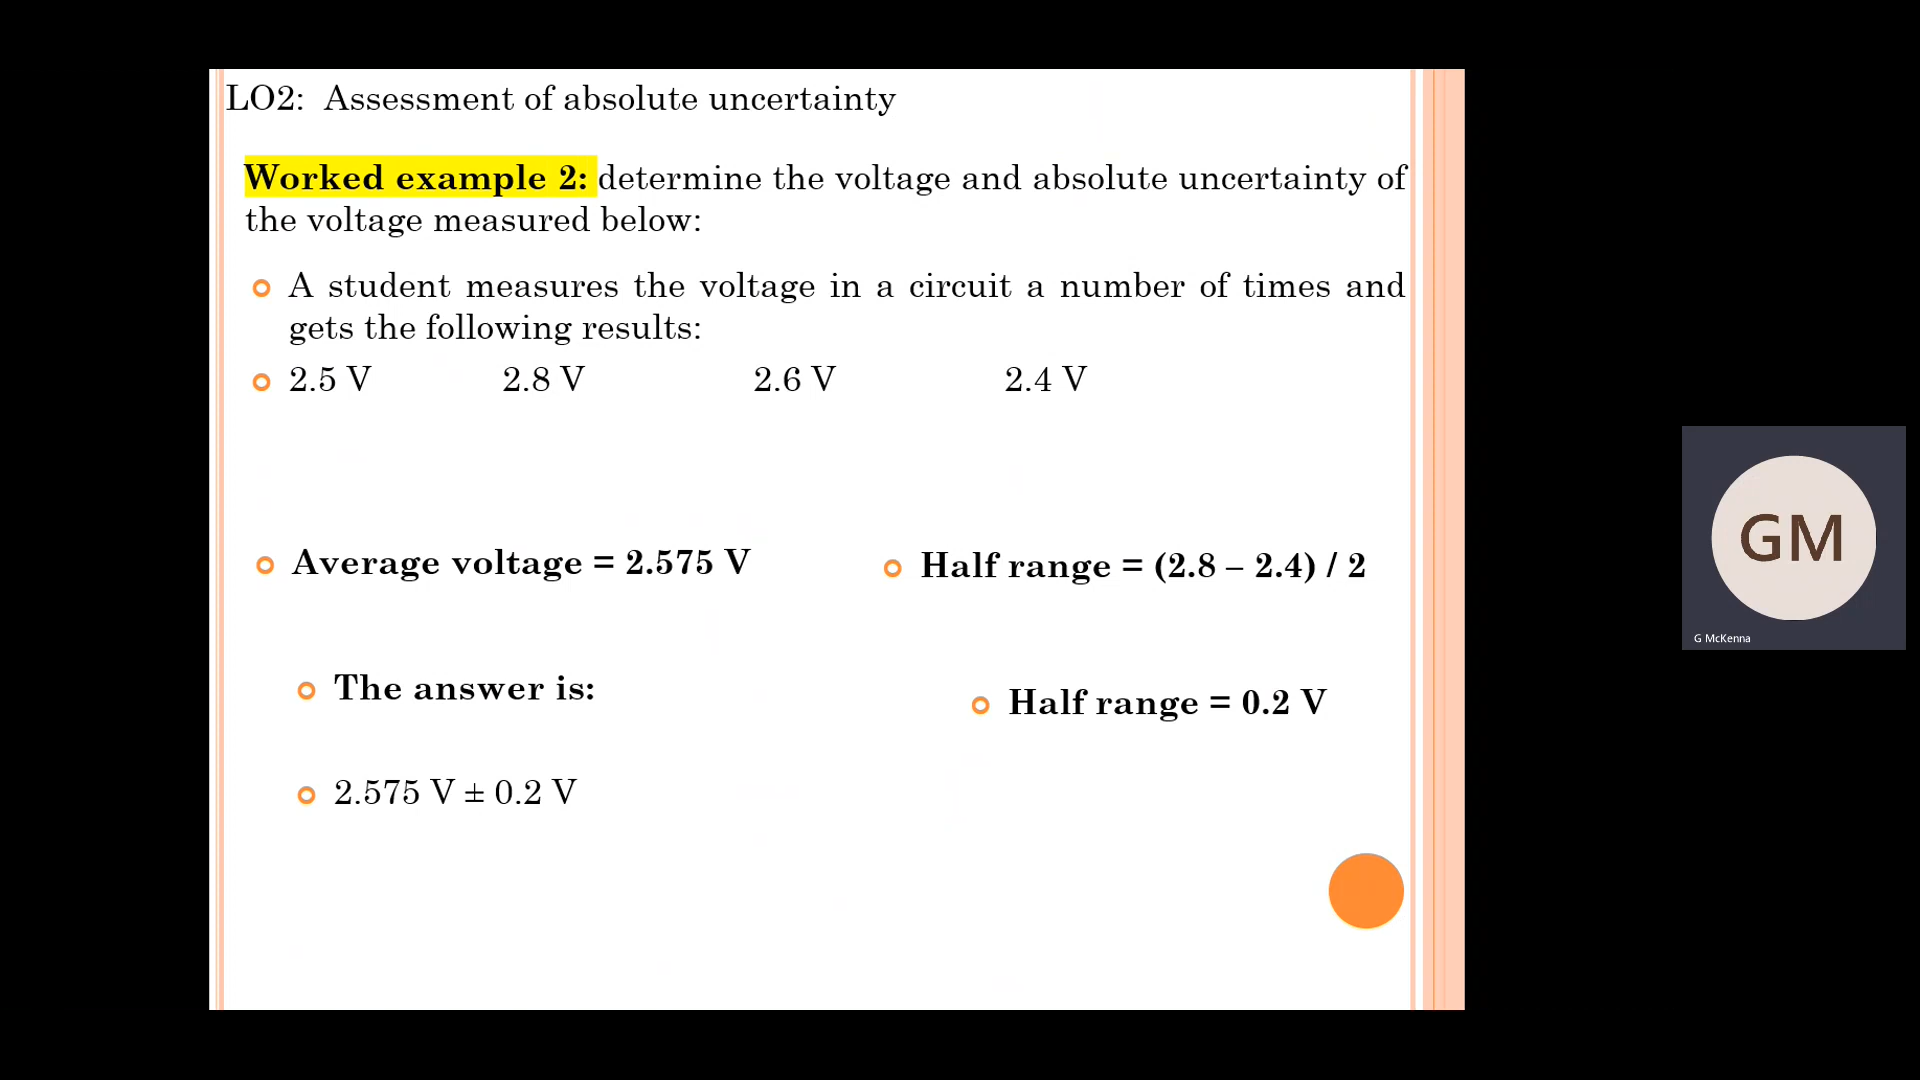 LO2: Assessment of absolute uncertainty
Worked example 2: determine the voltage and absolute uncertainty of
the voltage measured below:
A student measures the voltage in a circuit a number of times and
gets the following results:
2.5 V 2.8 V 2.6 V 2.4 V
Average voltage = 2.575 V
Half range = (2.8 – 2.4) / 2
The answer is:
Half range = 0.2 V
2.575 V ± 0.2 V
GM
G McKenna